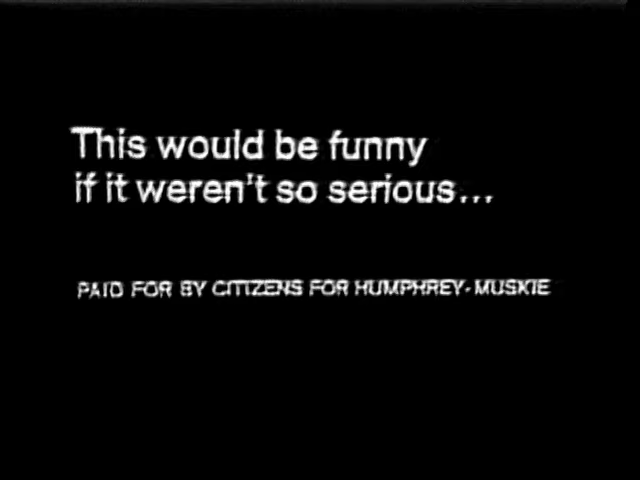 This would be funny
if it weren't so serious...
PAID FOR BY CITIZENS FOR HUMPHREY-MUSKIE